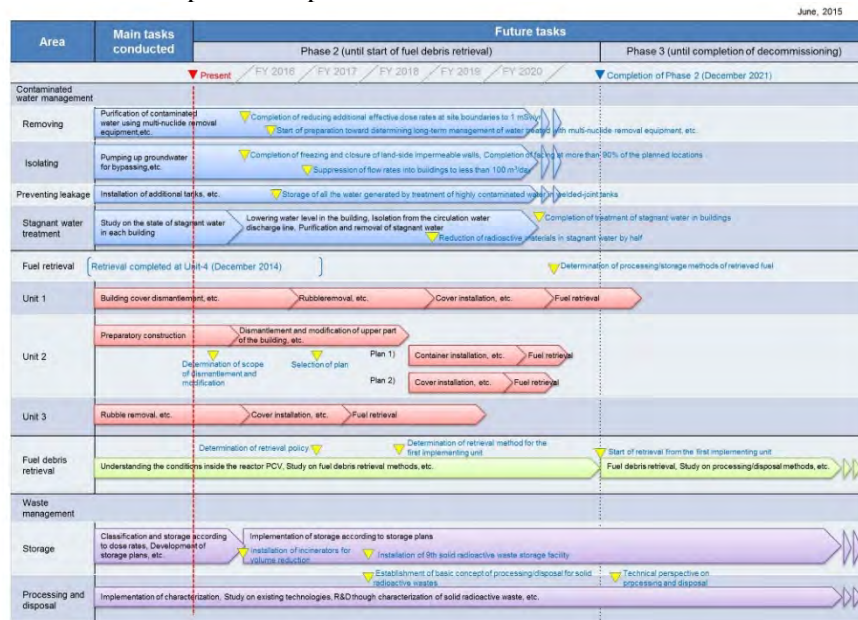 June, 2015
Area
Main tasks
conducted
Future tasks
Phase 2 (until start of fuel debris retrieval)
Phase 3 (until completion of decommissioning)
Present
FY 2016
FY 2017
FY 2018
FY 2019
FY 2020
Completion of Phase 2 (December 2021)
Contaminated
water management
Removing
Purification of contaminated
water using multi-nuclide removal
equipment,etc.
Completion of reducing additional effective dose rates at site boundaries to 1 mSv/yr
Start of preparation toward determining long-term management of water treated with multi-nuclide removal equipment, etc.
Isolating
Pumping up groundwater
for bypassing,etc.
Completion of freezing and closure of land-side impermeable walls, Completion of facing at more than 90% of the planned locations
Suppression of flow rates into buildings to less than 100 m³/day
Preventing leakage
Installation of additional tanks, etc.
Storage of all the water generated by treatment of highly contaminated water in welded-joint tanks
Stagnant water
treatment
Study on the state of stagnant water
in each building
Lowering water level in the building, Isolation from the circulation water
discharge line, Purification and removal of stagnant water
Completion of treatment of stagnant water in buildings
Reduction of radioactive materials in stagnant water by half
Fuel retrieval
Retrieval completed at Unit-4 (December 2014)
Determination of processing/storage methods of retrieved fuel
Unit 1
Building cover dismantlement, etc.
Rubbleremoval, etc.
Cover installation, etc.
Fuel retrieval
Unit 2
Preparatory construction
Dismantlement and modification of upper part
of the building, etc.
Determination of scope
of dismantlement and
modification
Selection of plan
Plan 1)
Container installation, etc.
Fuel retrieval
Plan 2)
Cover installation, etc.
Fuel retrieval
Unit 3
Rubble removal, etc.
Cover installation, etc.
Fuel retrieval
Fuel debris
retrieval
Determination of retrieval policy
Determination of retrieval method for the
first implementing unit
Start of retrieval from the first implementing unit
Understanding the conditions inside the reactor PCV, Study on fuel debris retrieval methods, etc.
Fuel debris retrieval, Study on processing/disposal methods, etc.
Waste
management
Storage
Classification and storage according
to dose rates, Development of
storage plans, etc.
Implementation of storage according to storage plans
Installation of incinerators for
volume reduction
Installation of 9th solid radioactive waste storage facility
Establishment of basic concept of processing/disposal for solid
radioactive wastes
Technical perspective on
processing and disposal
Processing and
disposal
Implementation of characterization, Study on existing technologies, R&D though characterization of solid radioactive waste, etc.